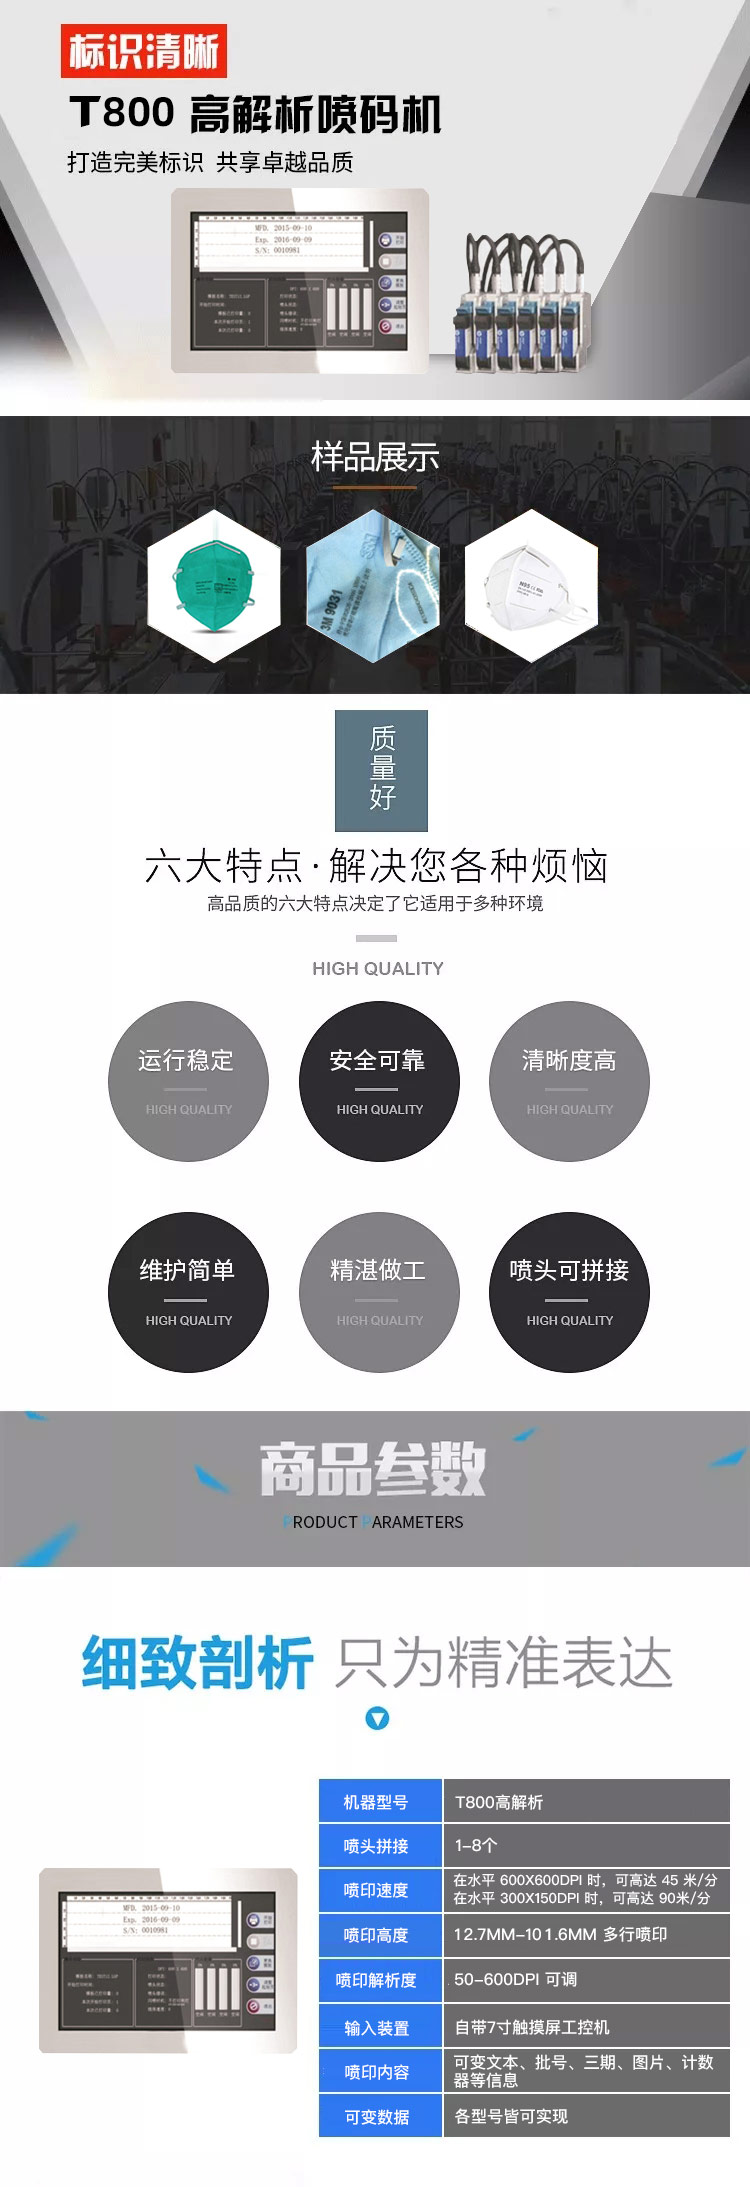 标识清晰
T800 高解析喷码机
打造完美标识 共享卓越品质
MFD. 2015-09-10
Exp. 2016-09-09
S/N: 0010981
样品展示
3M 9031
N95
质量好
六大特点·解决您各种烦恼
高品质的六大特点决定了它适用于多种环境
HIGH QUALITY
运行稳定
HIGH QUALITY
安全可靠
HIGH QUALITY
清晰度高
HIGH QUALITY
维护简单
HIGH QUALITY
精湛做工
HIGH QUALITY
喷头可拼接
HIGH QUALITY
商品参数
PRODUCT PARAMETERS
细致剖析 只为精准表达
机器型号 T800高解析
喷头拼接 1-8个
喷印速度 在水平 600X600DPI 时，可高达 45 米/分
在水平 300X150DPI 时，可高达 90米/分
喷印高度 12.7MM-101.6MM 多行喷印
喷印解析度 50-600DPI 可调
输入装置 自带7寸触摸屏工控机
喷印内容 可变文本、批号、三期、图片、计数
器等信息
可变数据 各型号皆可实现
MFD. 2015-09-10
Exp. 2016-09-09
S/N: 0010981